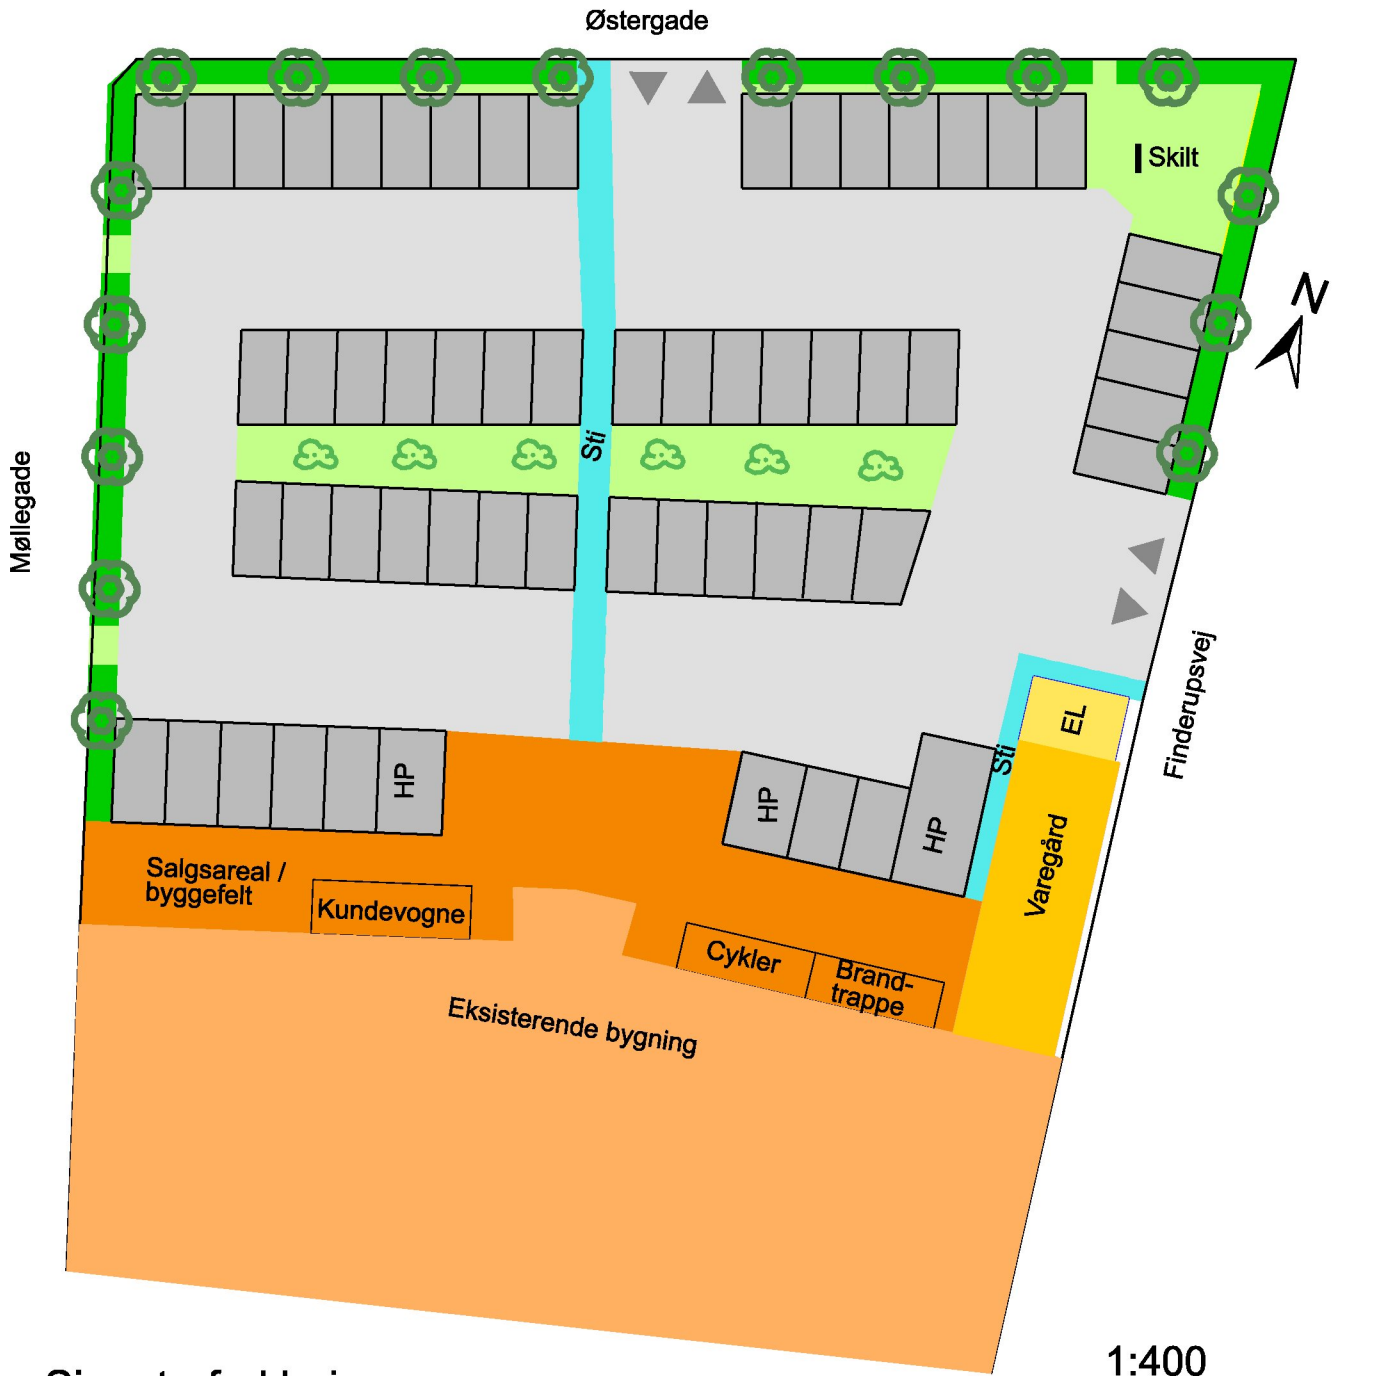 Østergade
Skilt
N
Sti
Møllegade
Finderupsvej
EL
Sti
HP
HP
HP
Varegård
Salgsareal /
byggefelt
Kundevogne
Cykler
Brand-
trappe
Eksisterende bygning
1:400